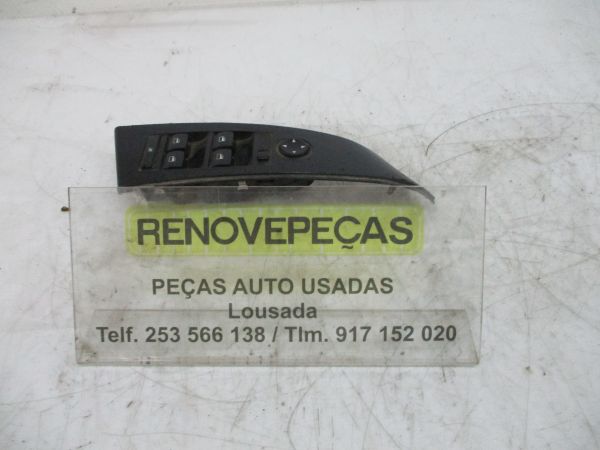 RENOVEPEÇAS
PEÇAS AUTO USADAS
Lousada
Telf. 253 566 138 / Tlm. 917 152 020